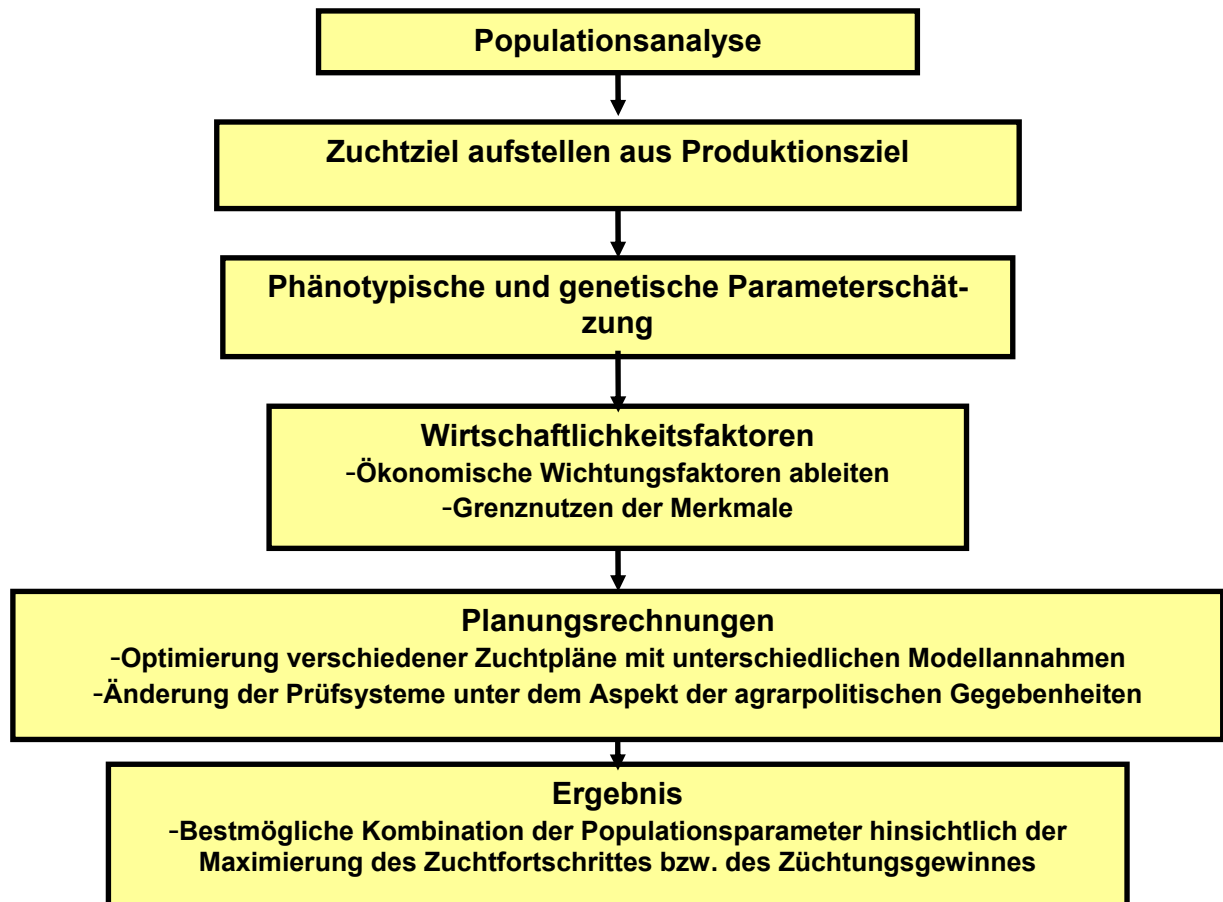 Populationsanalyse
Zuchtziel aufstellen aus Produktionsziel
Phänotypische und genetische Parameterschät-
zung
Wirtschaftlichkeitsfaktoren
-Ökonomische Wichtungsfaktoren ableiten
-Grenznutzen der Merkmale
Planungsrechnungen
-Optimierung verschiedener Zuchtpläne mit unterschiedlichen Modellannahmen
-Änderung der Prüfsysteme unter dem Aspekt der agrarpolitischen Gegebenheiten
Ergebnis
-Bestmögliche Kombination der Populationsparameter hinsichtlich der
Maximierung des Zuchtfortschrittes bzw. des Züchtungsgewinnes